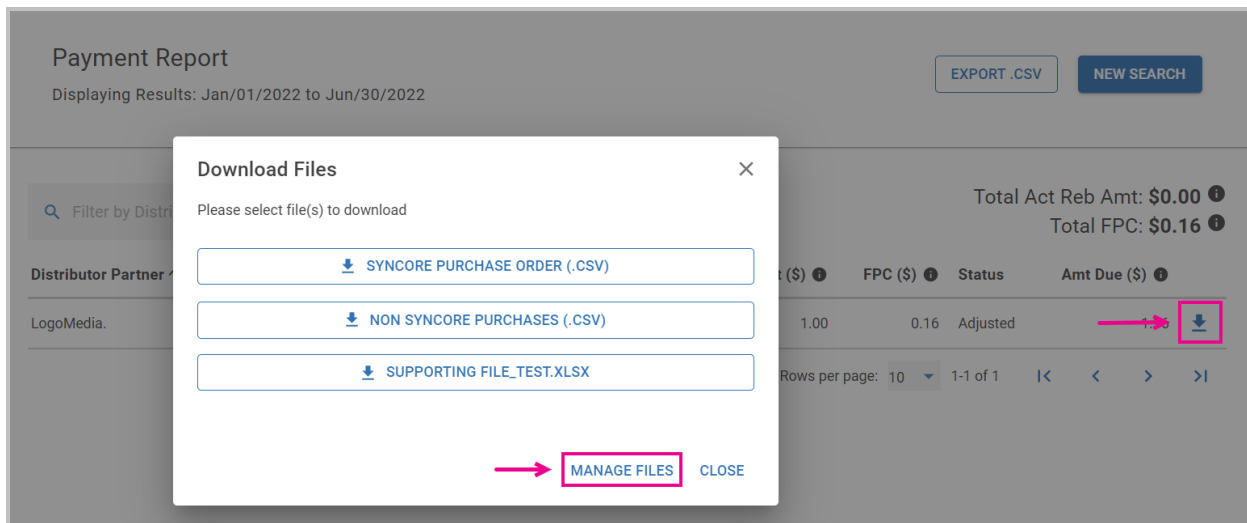 Payment Report
Displaying Results: Jan/01/2022 to Jun/30/2022
EXPORT .CSV
NEW SEARCH
Download Files
Please select file(s) to download
SYNCORE PURCHASE ORDER (.CSV)
NON SYNCORE PURCHASES (.CSV)
SUPPORTING FILE_TEST.XLSX
MANAGE FILES
CLOSE
Filter by Distri
Total Act Reb Amt: $0.00
Total FPC: $0.16
Distributor Partner
($) FPC ($) Status Amt Due ($)
LogoMedia. 1.00 0.16 Adjusted
Rows per page: 10 1-1 of 1